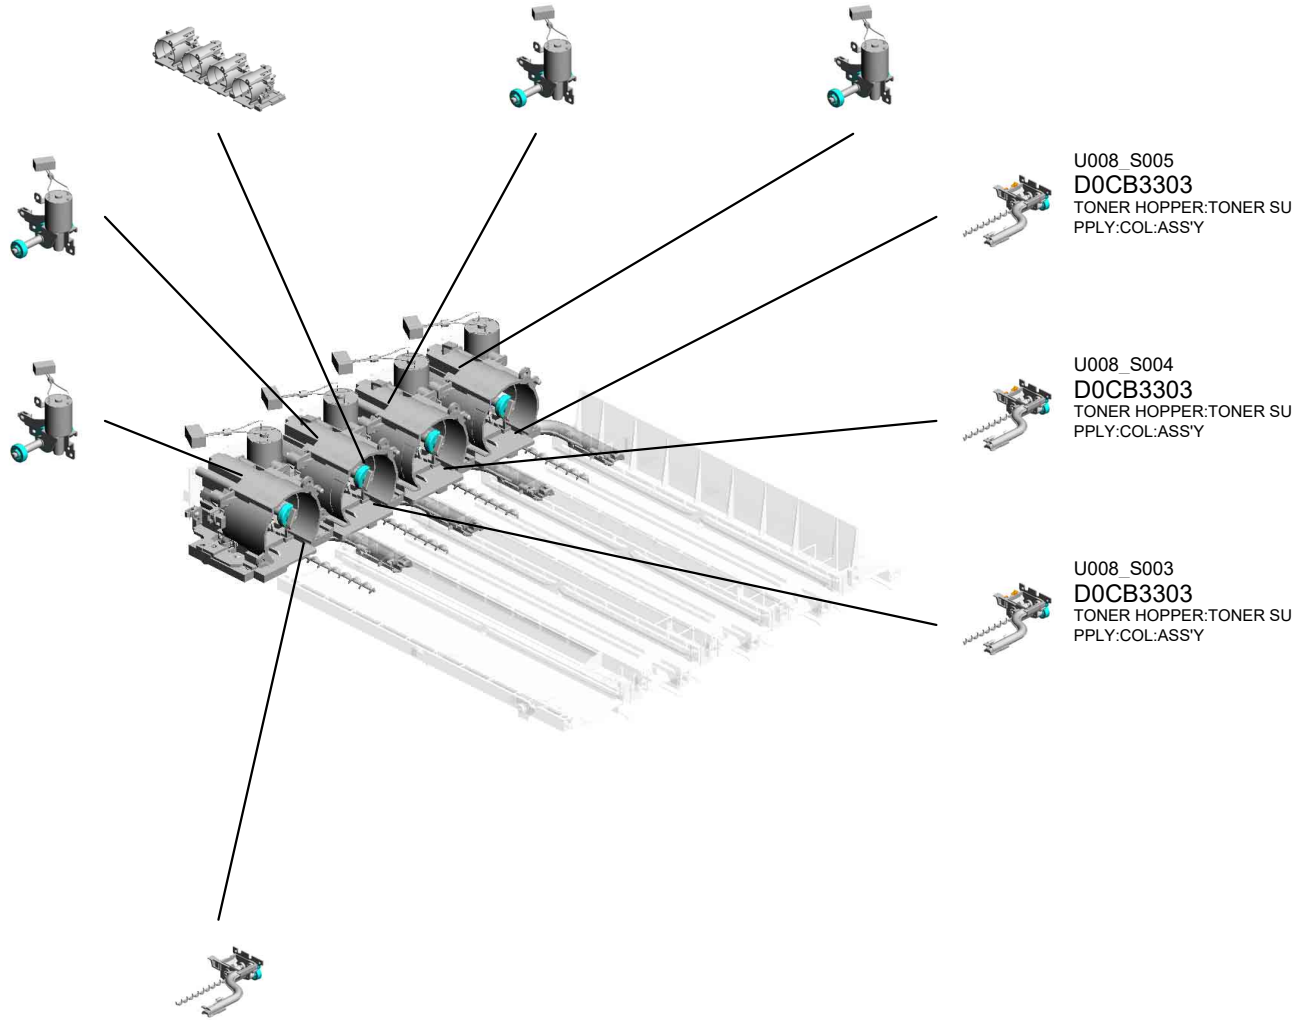 U008_S005
D0CB3303
TONER HOPPER:TONER SU
PPLY:COL:ASS'Y
U008_S004
D0CB3303
TONER HOPPER:TONER SU
PPLY:COL:ASS'Y
U008_S003
D0CB3303
TONER HOPPER:TONER SU
PPLY:COL:ASS'Y